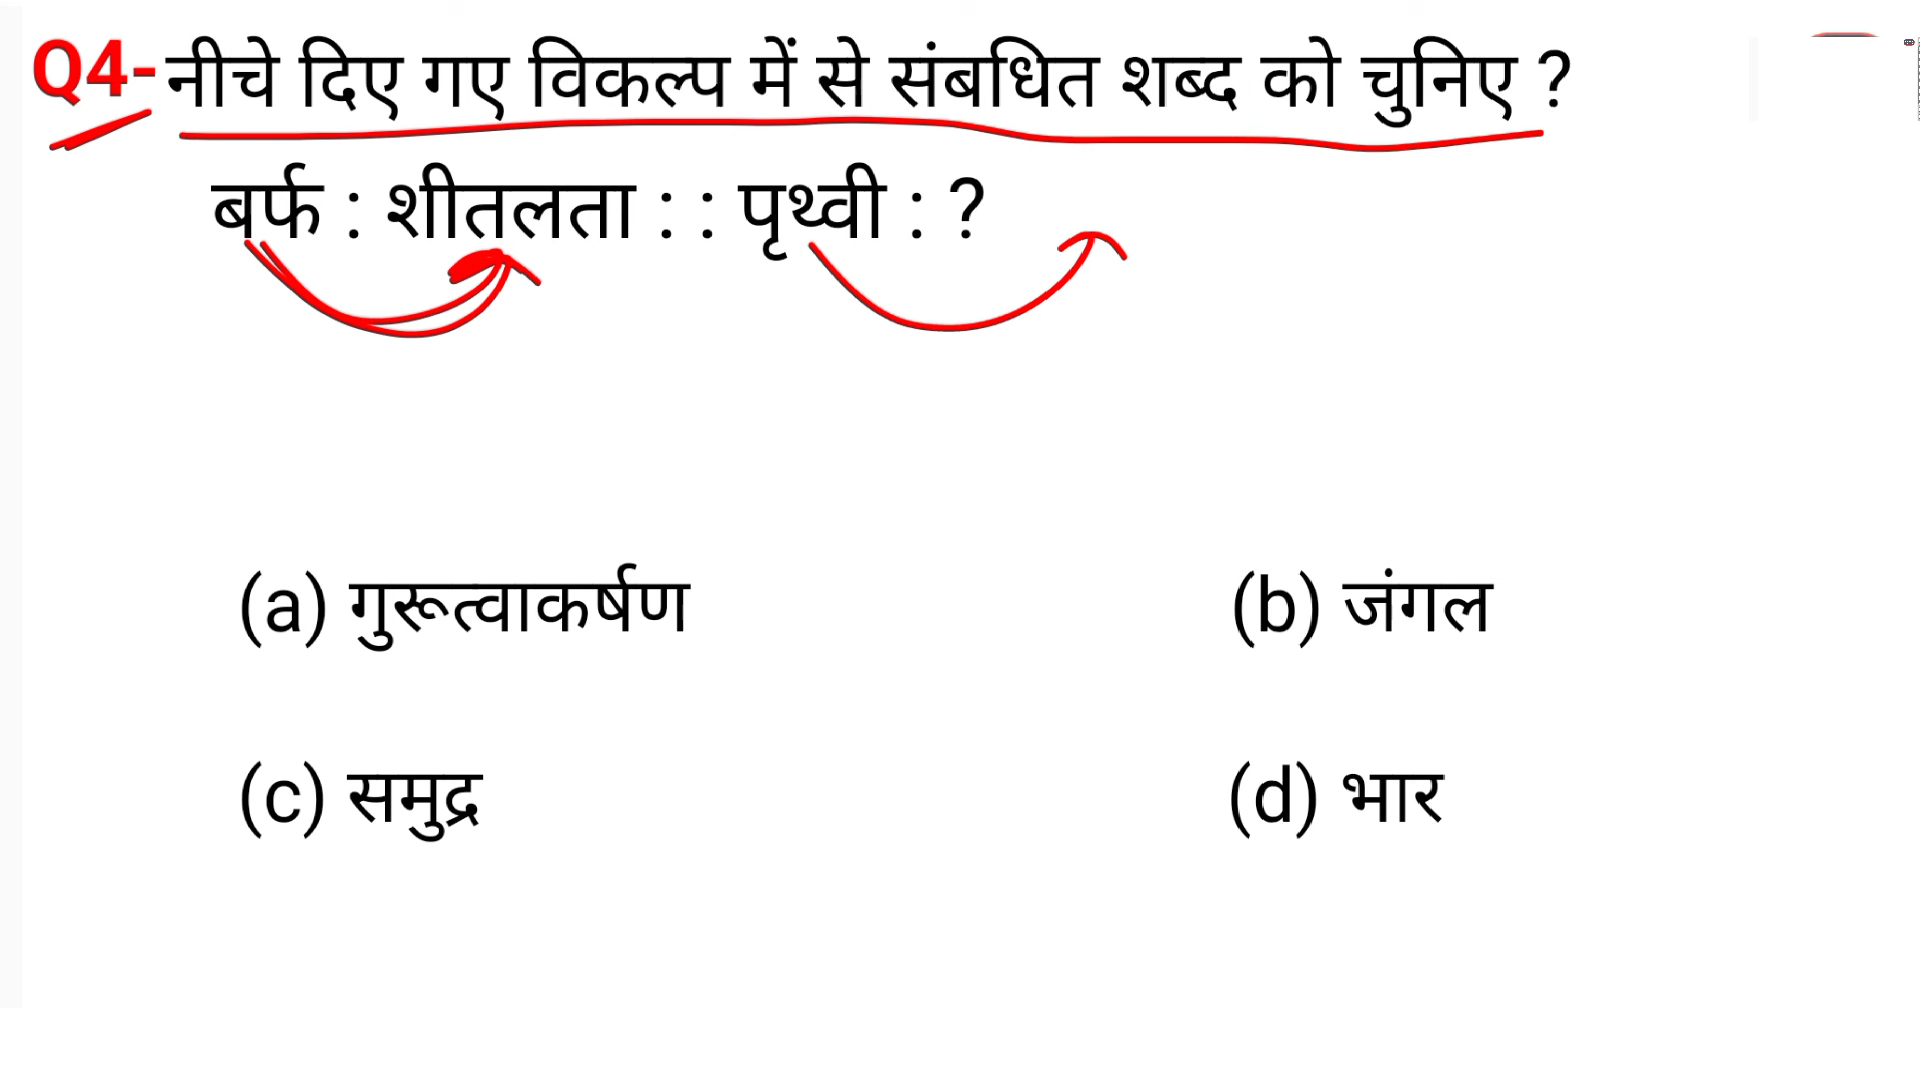 Q4-नीचे दिए गए विकल्प में से संबधित शब्द को चुनिए ?
बर्फ : शीतलता : : पृथ्वी : ?
(a) गुरूत्वाकर्षण (b) जंगल
(c) समुद्र (d) भार